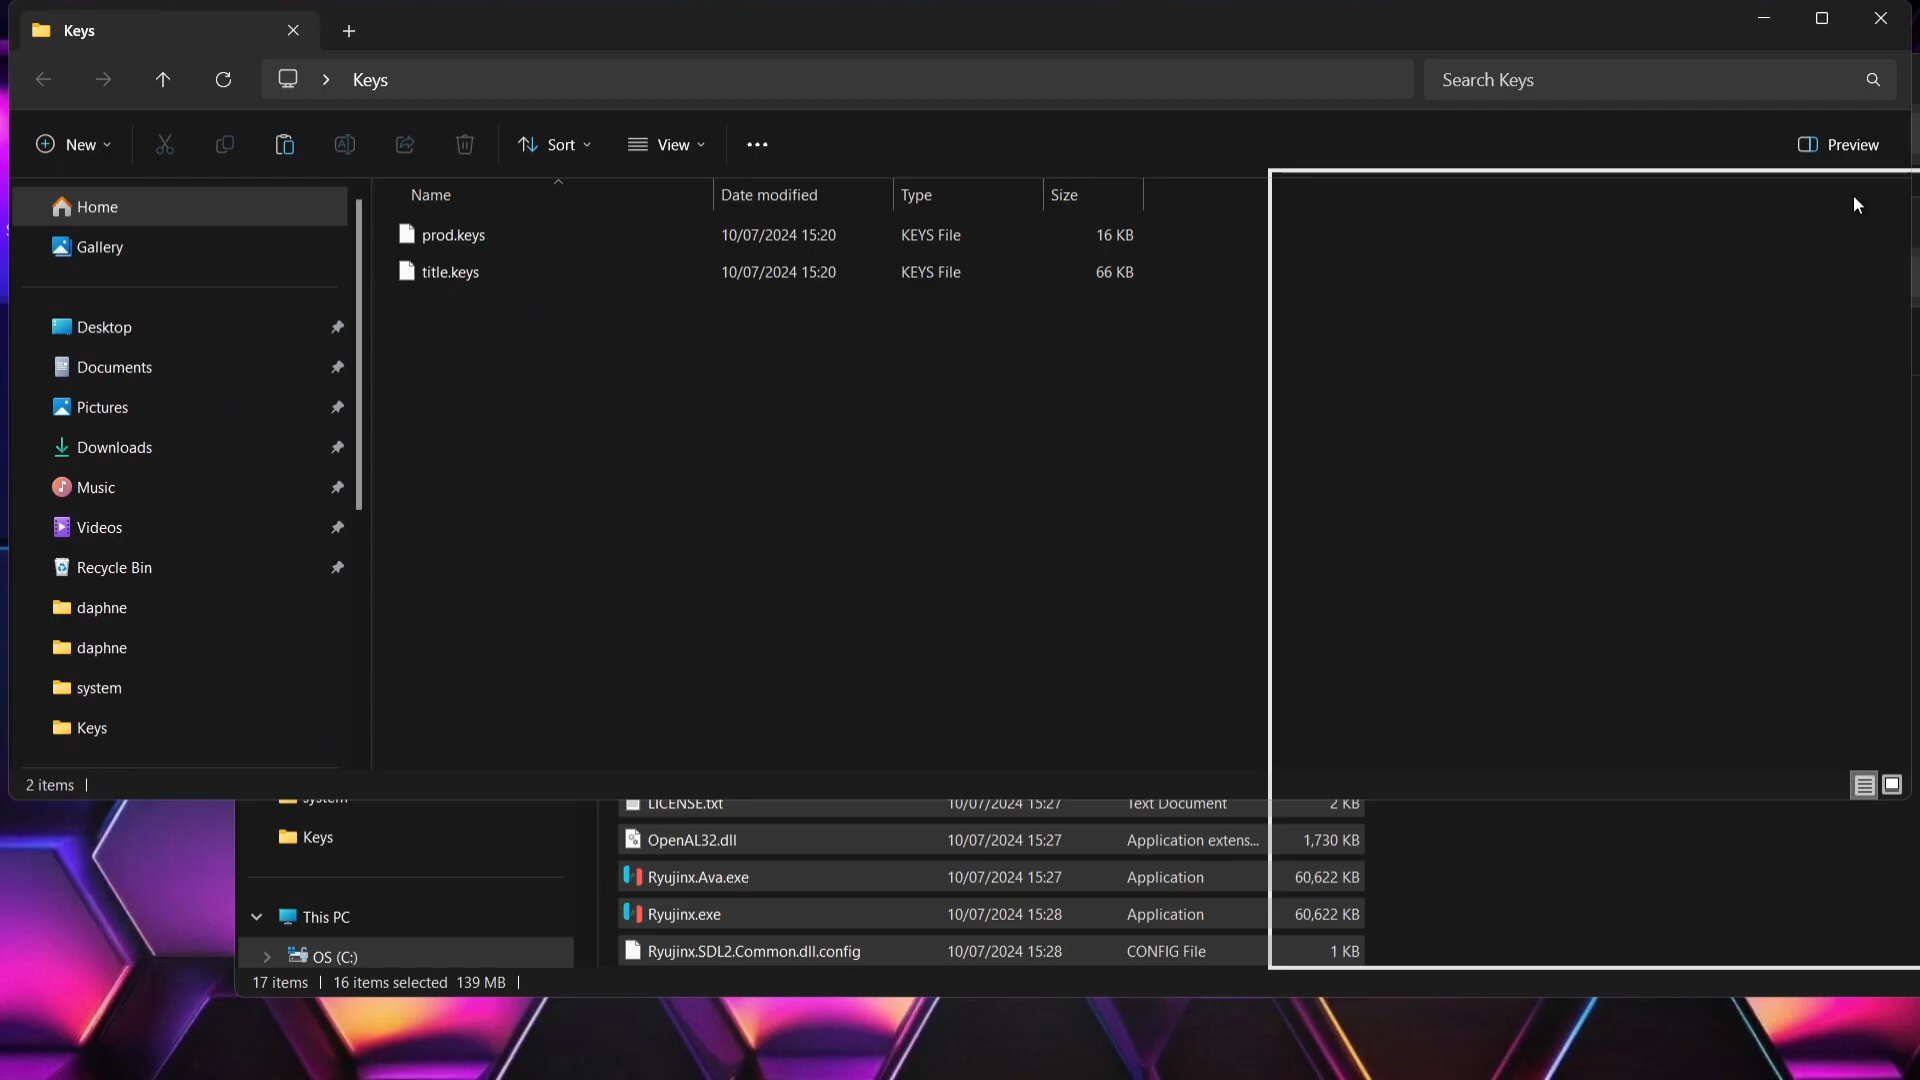 Keys
Keys
Search Keys
New
Sort
View
Preview
Home
Gallery
Desktop
Documents
Pictures
Downloads
Music
Videos
Recycle Bin
daphne
daphne
system
Keys
Name Date modified Type Size
prod.keys 10/07/2024 15:20 KEYS File 16 KB
title.keys 10/07/2024 15:20 KEYS File 66 KB
2 items
system
Keys
This PC
OS (C:)
LICENSE.txt 10/07/2024 15:27 Text Document 2 KB
OpenAL32.dll 10/07/2024 15:27 Application extens... 1,730 KB
Ryujinx.Ava.exe 10/07/2024 15:27 Application 60,622 KB
Ryujinx.exe 10/07/2024 15:28 Application 60,622 KB
Ryujinx.SDL2.Common.dll.config 10/07/2024 15:28 CONFIG File 1 KB
17 items 16 items selected 139 MB